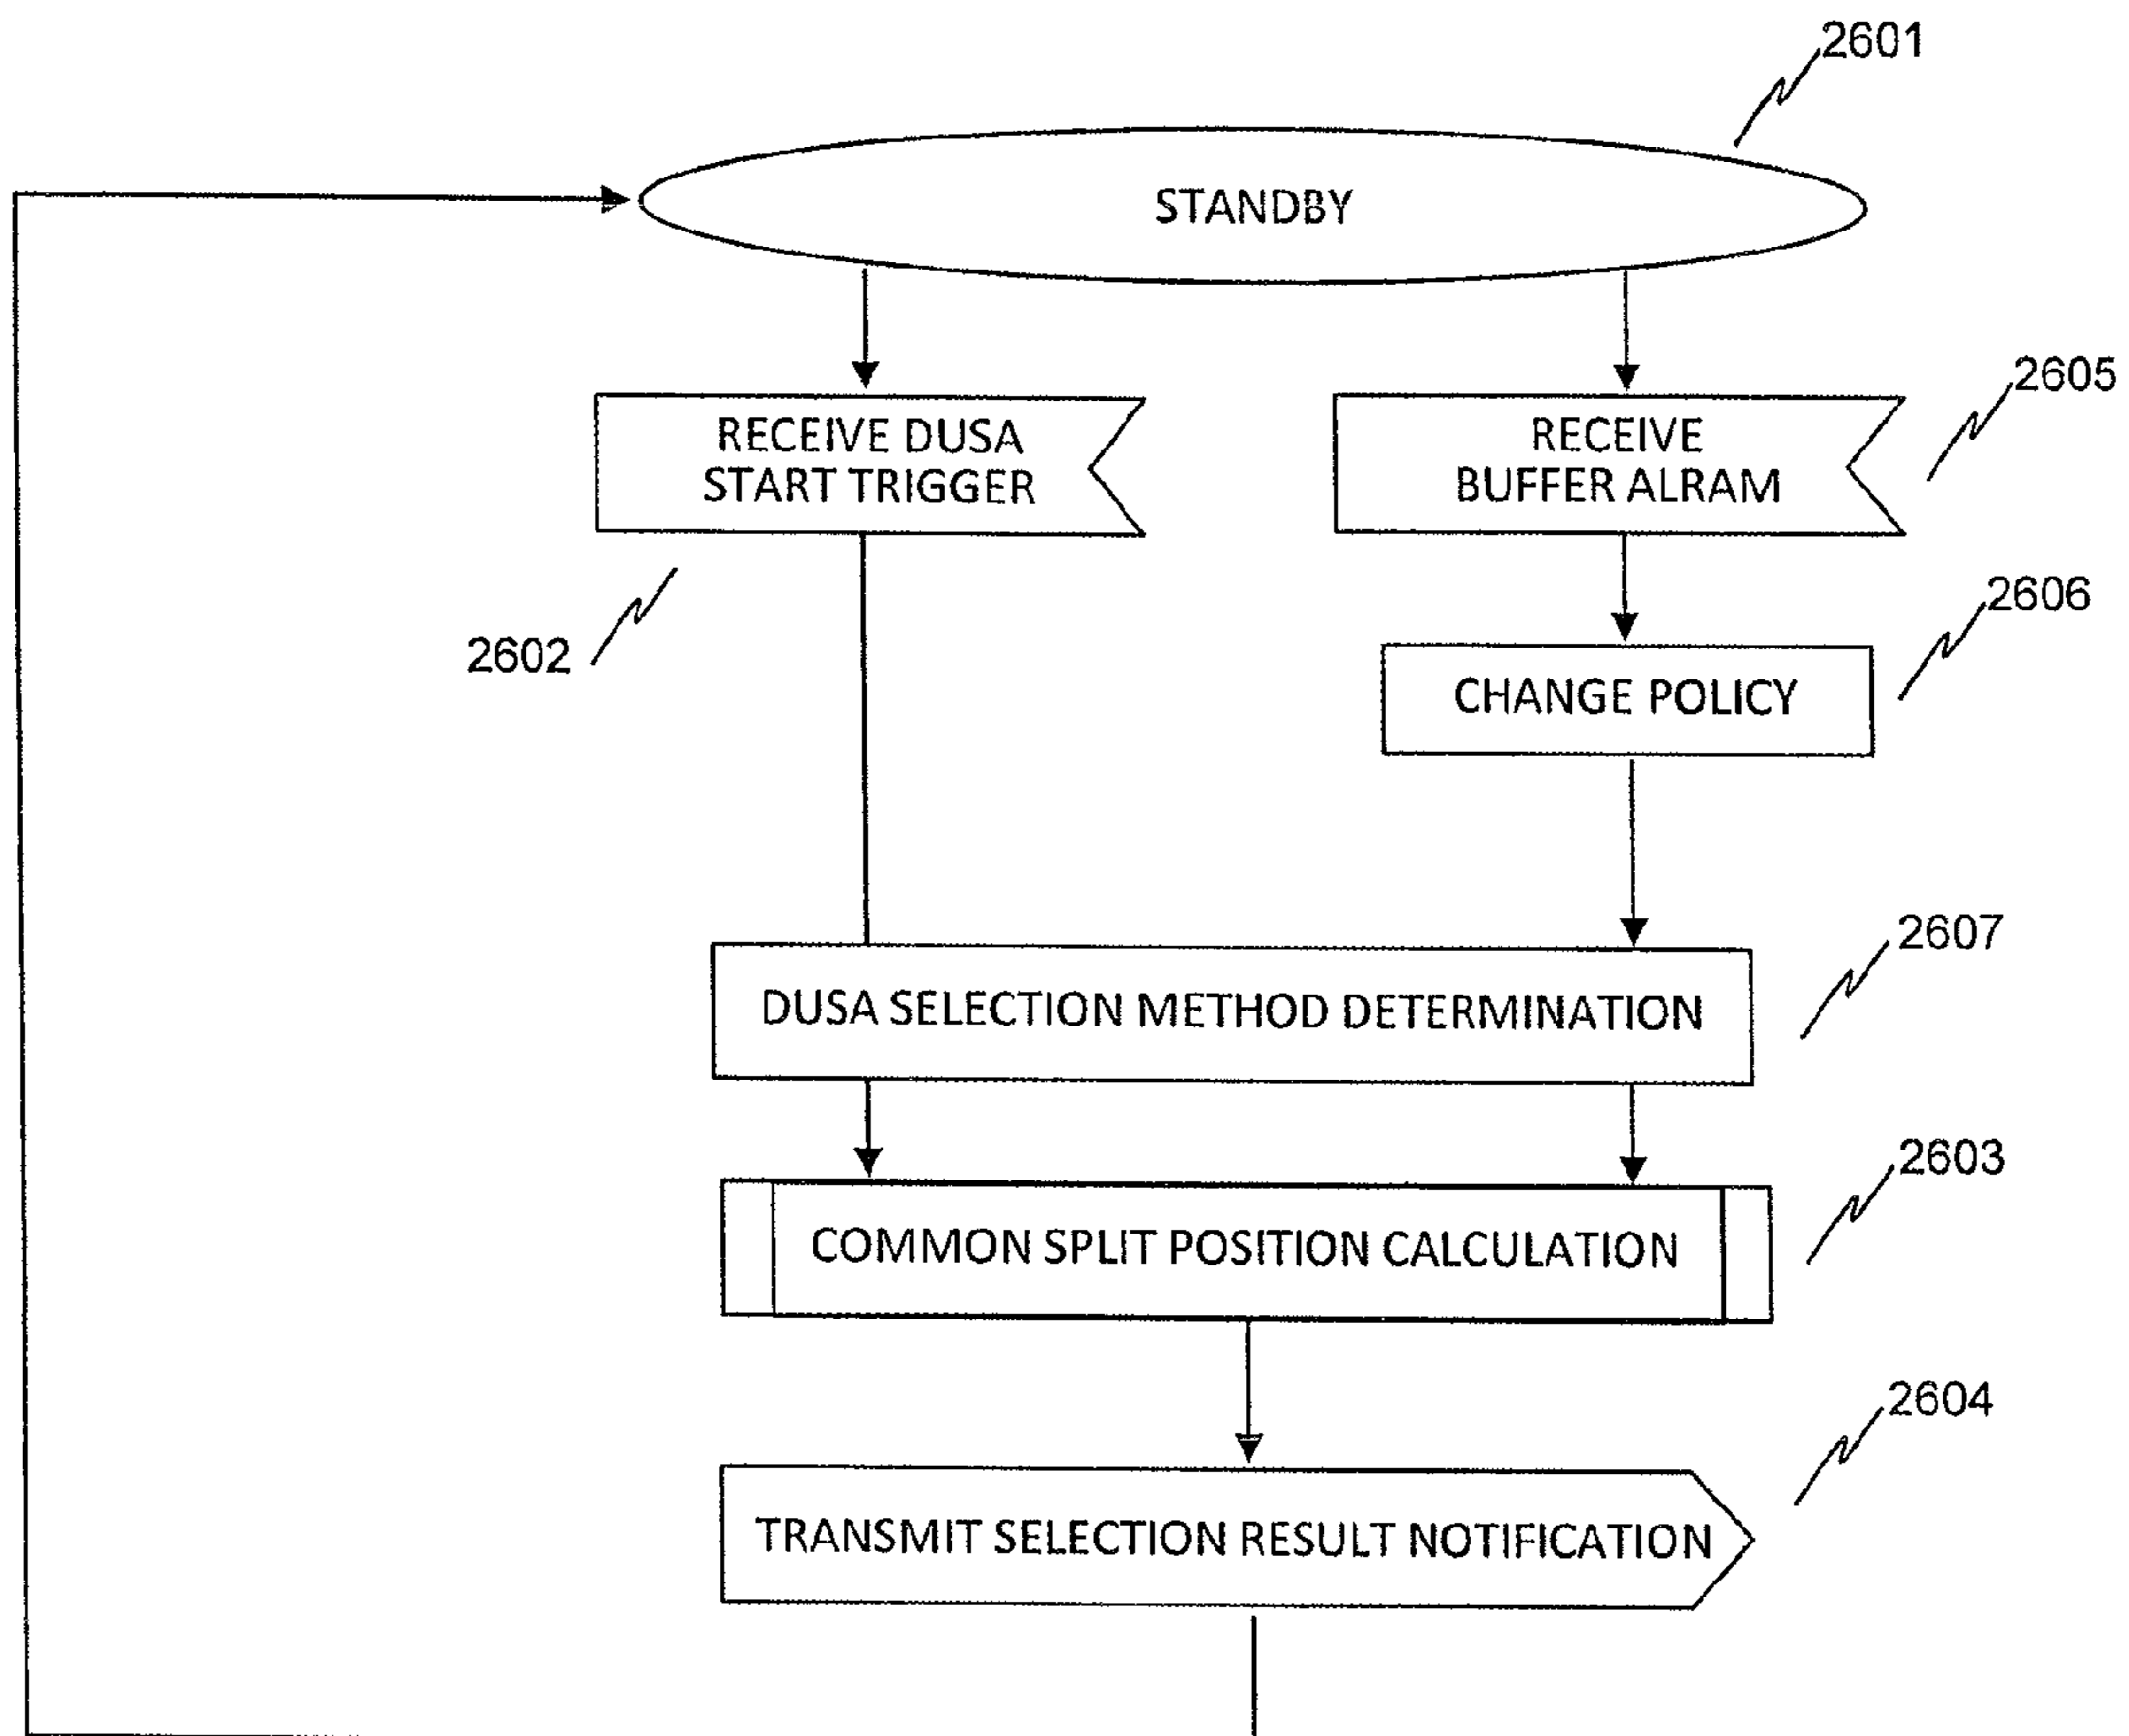 2601
STANDBY
RECEIVE DUSA
START TRIGGER
2602
RECEIVE
BUFFER ALRAM
2605
CHANGE POLICY
2606
DUSA SELECTION METHOD DETERMINATION
2607
COMMON SPLIT POSITION CALCULATION
2603
TRANSMIT SELECTION RESULT NOTIFICATION
2604